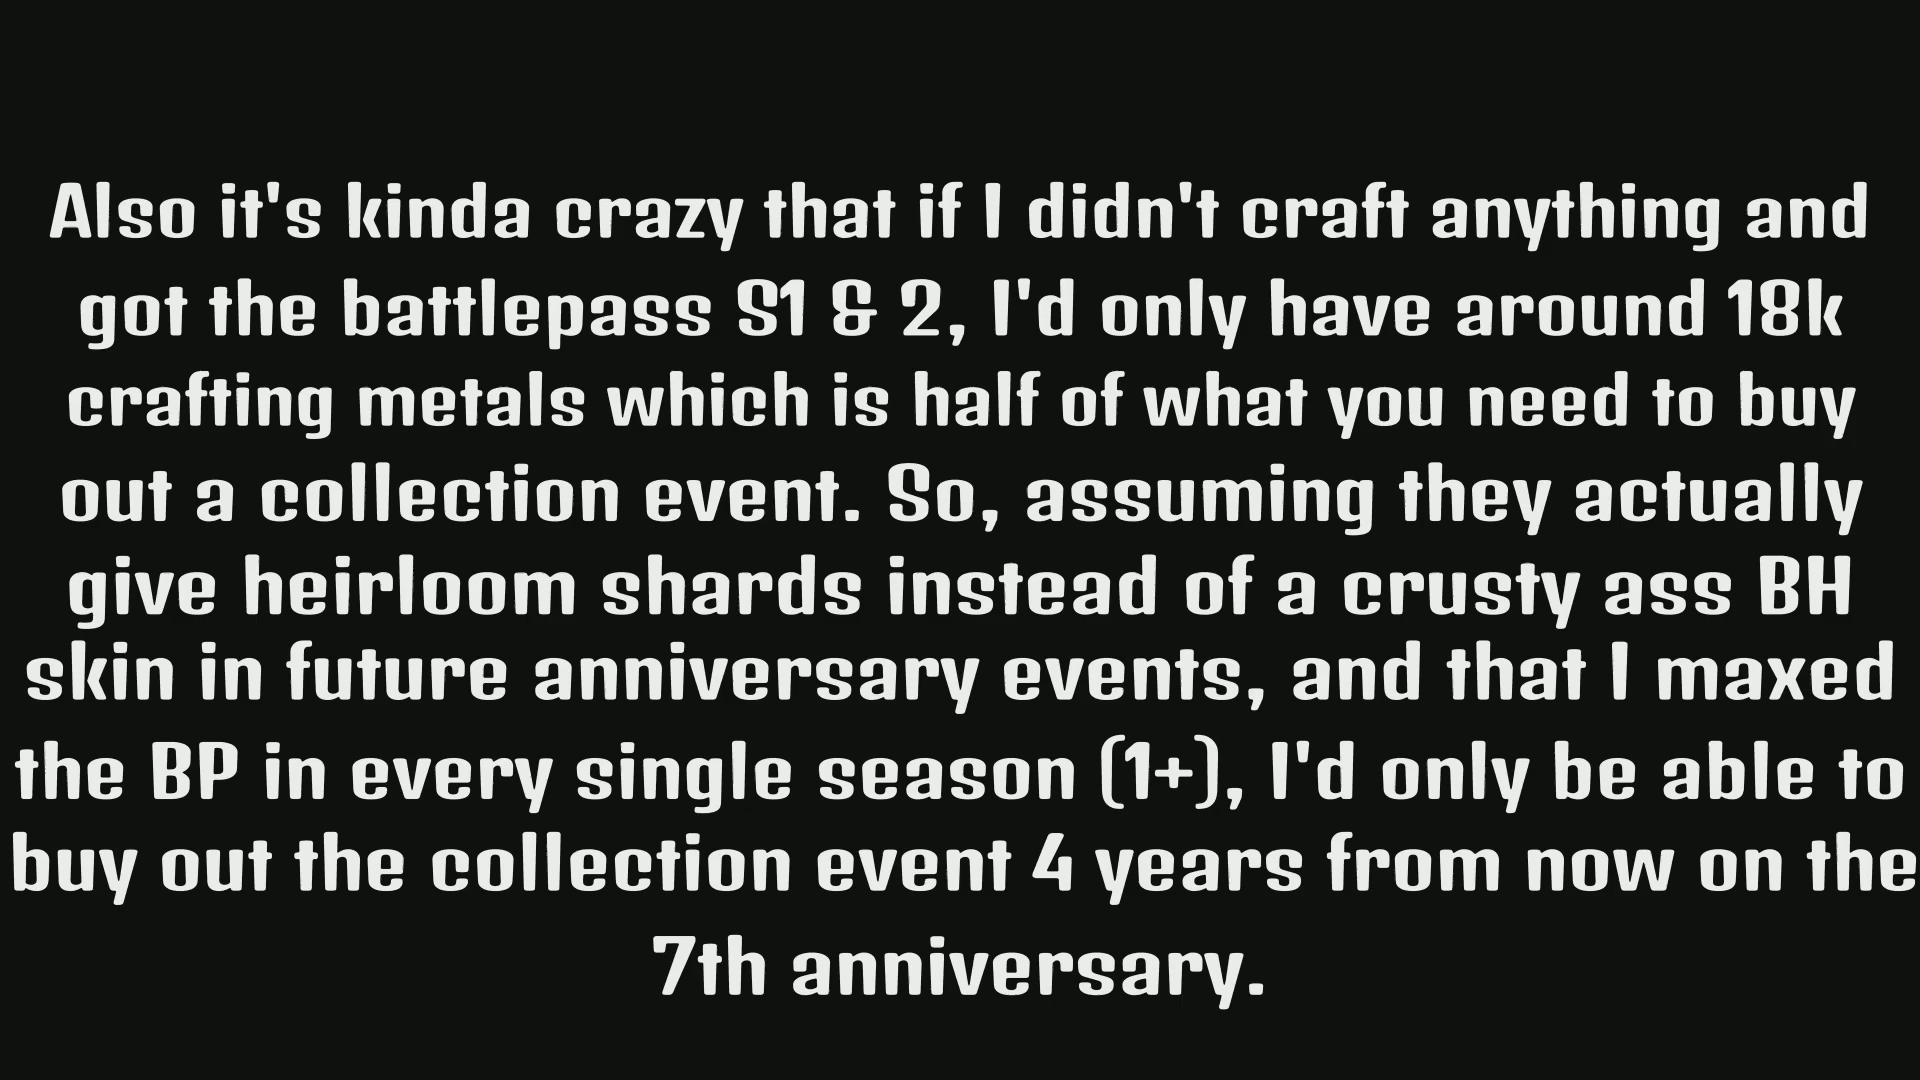 Also it's kinda crazy that if I didn't craft anything and
got the battlepass S1 & 2, I'd only have around 18k
crafting metals which is half of what you need to buy
out a collection event. So, assuming they actually
give heirloom shards instead of a crusty ass BH
skin in future anniversary events, and that I maxed
the BP in every single season (1+), I'd only be able to
buy out the collection event 4 years from now on the
7th anniversary.